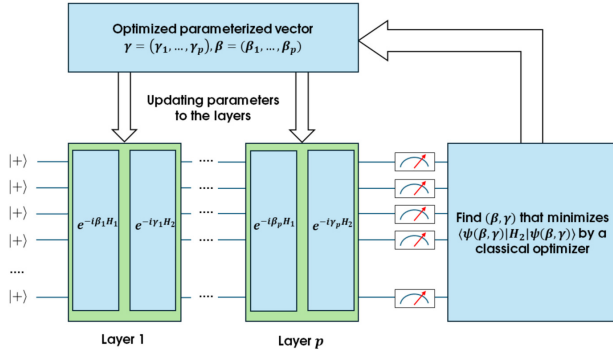 Optimized parameterized vector
γ = (γ₁, ..., γₚ), β = (β₁, ..., βₚ)
Updating parameters
to the layers
|+⟩
|+⟩
|+⟩
|+⟩
....
|+⟩
e^{-iβ₁H₁}
e^{-iγ₁H₂}
....
....
....
....
....
e^{-iβₚH₁}
e^{-iγₚH₂}
....
....
....
....
....
Find (β, γ) that minimizes
⟨ψ(β, γ)|H₂|ψ(β, γ)⟩ by a
classical optimizer
Layer 1
Layer p